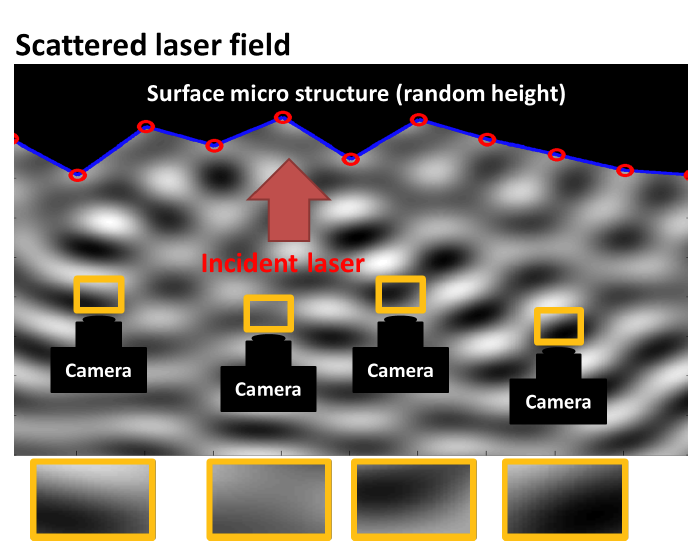 Scattered laser field
Surface micro structure (random height)
Incident laser
Camera
Camera
Camera
Camera